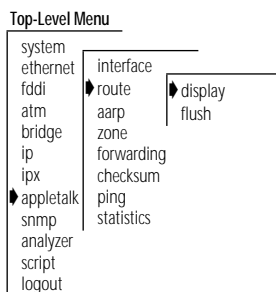 Top-Level Menu
system
ethernet
fddi
atm
bridge
ip
ipx
appletalk
snmp
analyzer
script
logout
interface
route
aarp
zone
forwarding
checksum
ping
statistics
display
flush